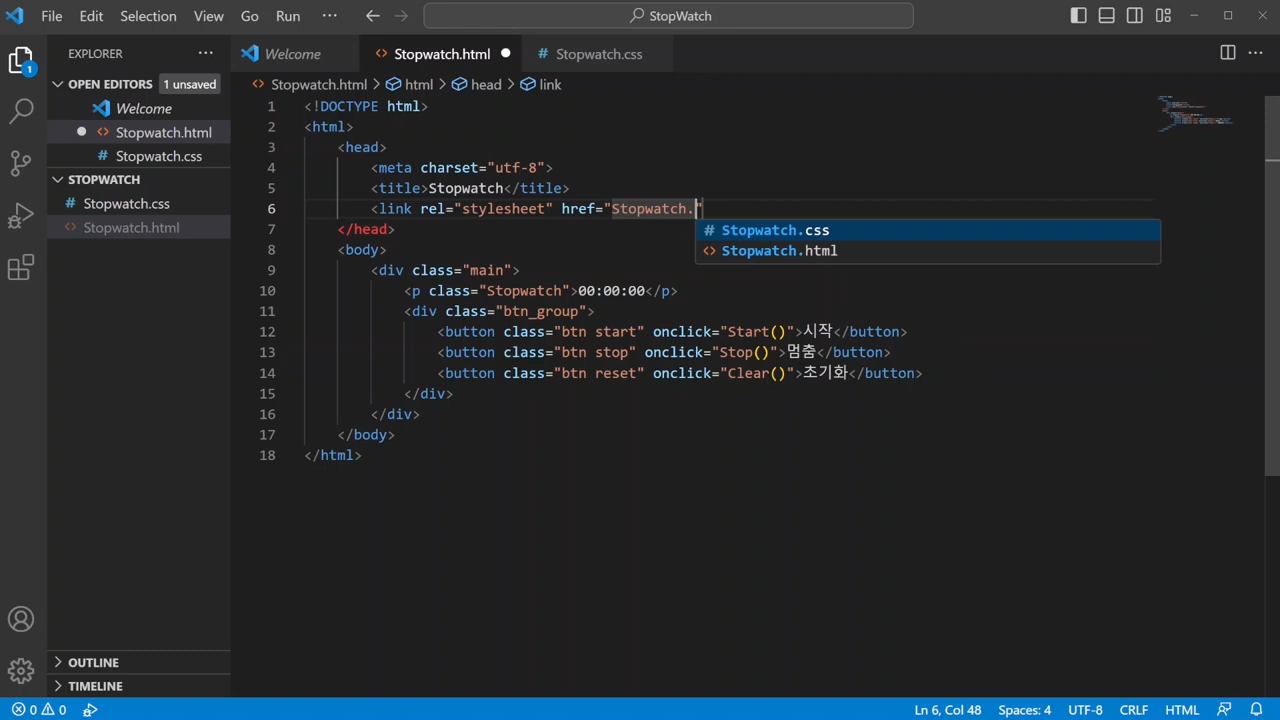 File Edit Selection View Go Run ··· StopWatch
EXPLORER ···
OPEN EDITORS 1 unsaved
Welcome
Stopwatch.html
Stopwatch.css
STOPWATCH
Stopwatch.css
Stopwatch.html
OUTLINE
TIMELINE
1
Welcome Stopwatch.html Stopwatch.css ···
Stopwatch.html > html > head > link
1 <!DOCTYPE html>
2 <html>
3 <head>
4 <meta charset="utf-8">
5 <title>Stopwatch</title>
6 <link rel="stylesheet" href="Stopwatch."
Stopwatch.css
Stopwatch.html
7 </head>
8 <body>
9 <div class="main">
10 <p class="Stopwatch">00:00:00</p>
11 <div class="btn_group">
12 <button class="btn start" onclick="Start()">시작</button>
13 <button class="btn stop" onclick="Stop()">멈춤</button>
14 <button class="btn reset" onclick="Clear()">초기화</button>
15 </div>
16 </div>
17 </body>
18 </html>
0 0 Ln 6, Col 48 Spaces: 4 UTF-8 CRLF HTML